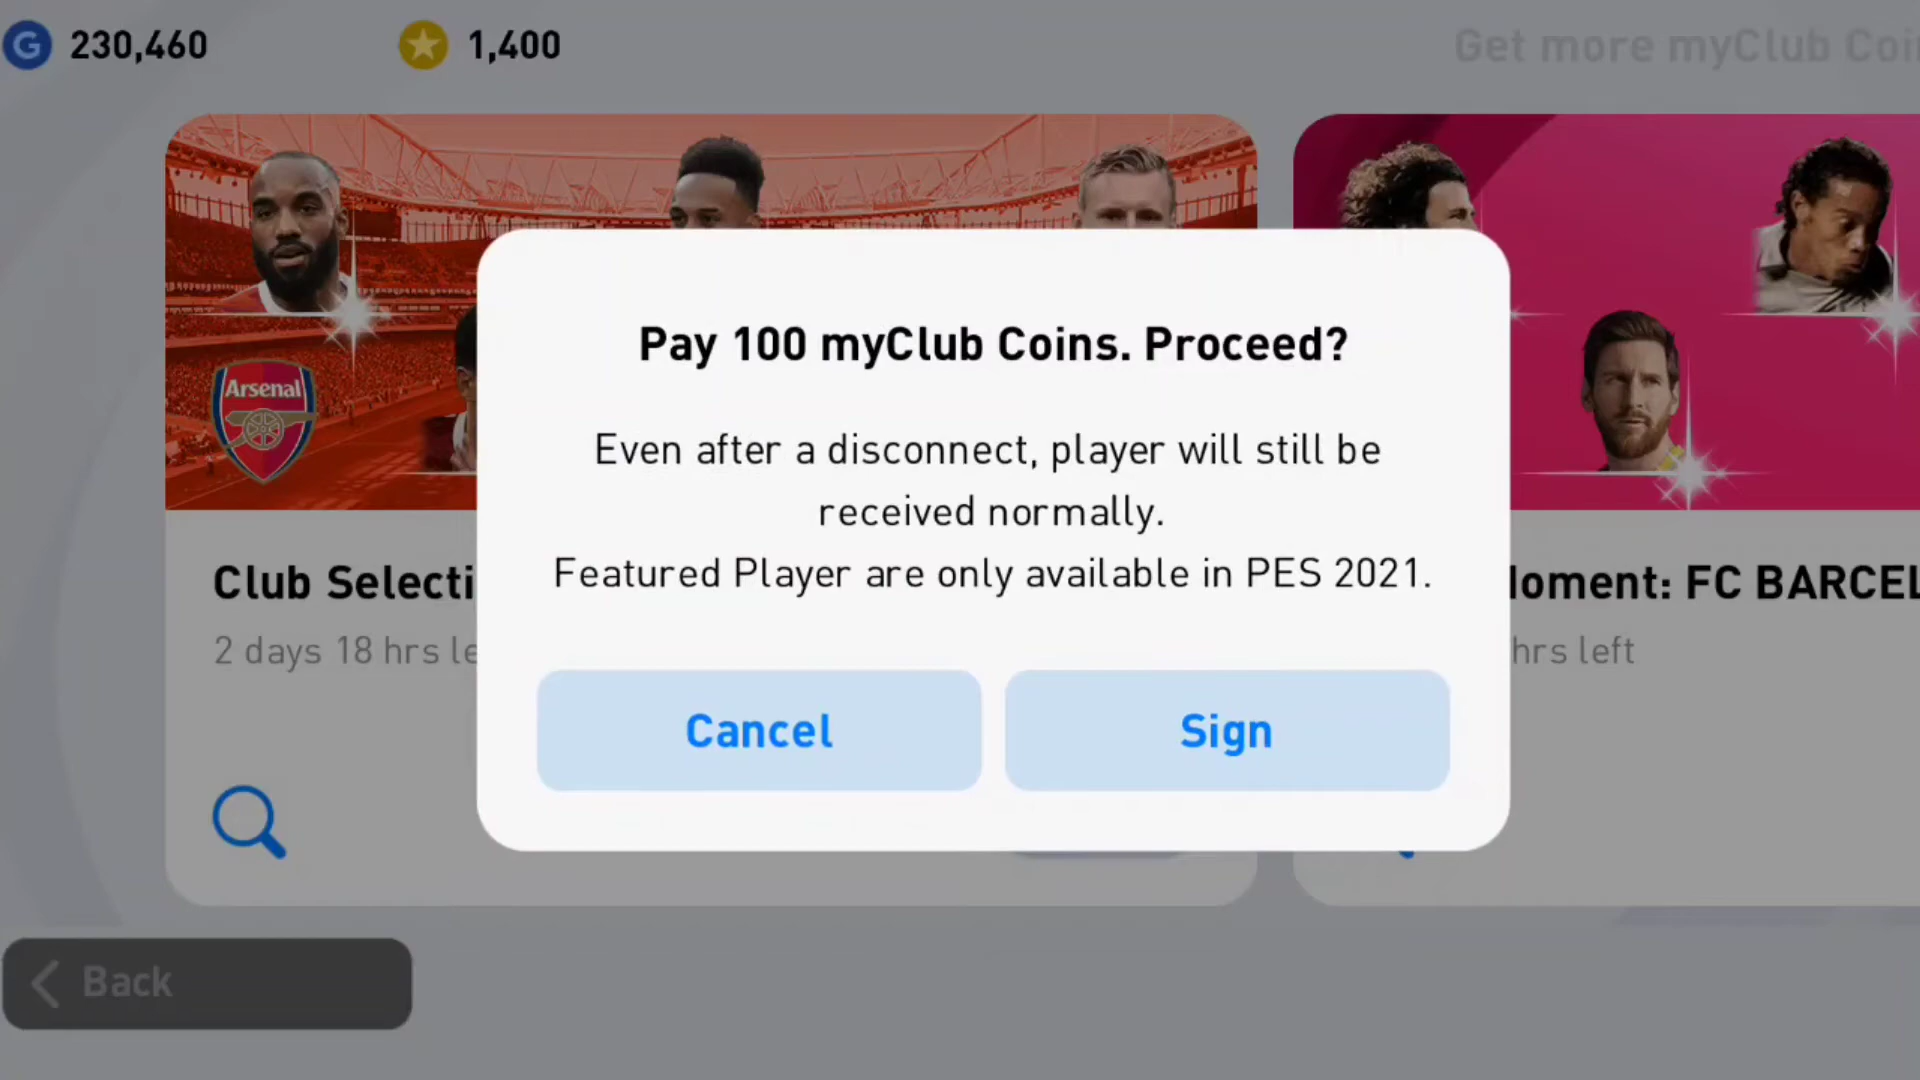 G 230,460
1,400
Get more myClub Coi
Arsenal
Pay 100 myClub Coins. Proceed?
Even after a disconnect, player will still be
received normally.
Featured Player are only available in PES 2021.
Club Selecti
2 days 18 hrs le
oment: FC BARCEL
hrs left
Cancel
Sign
Back